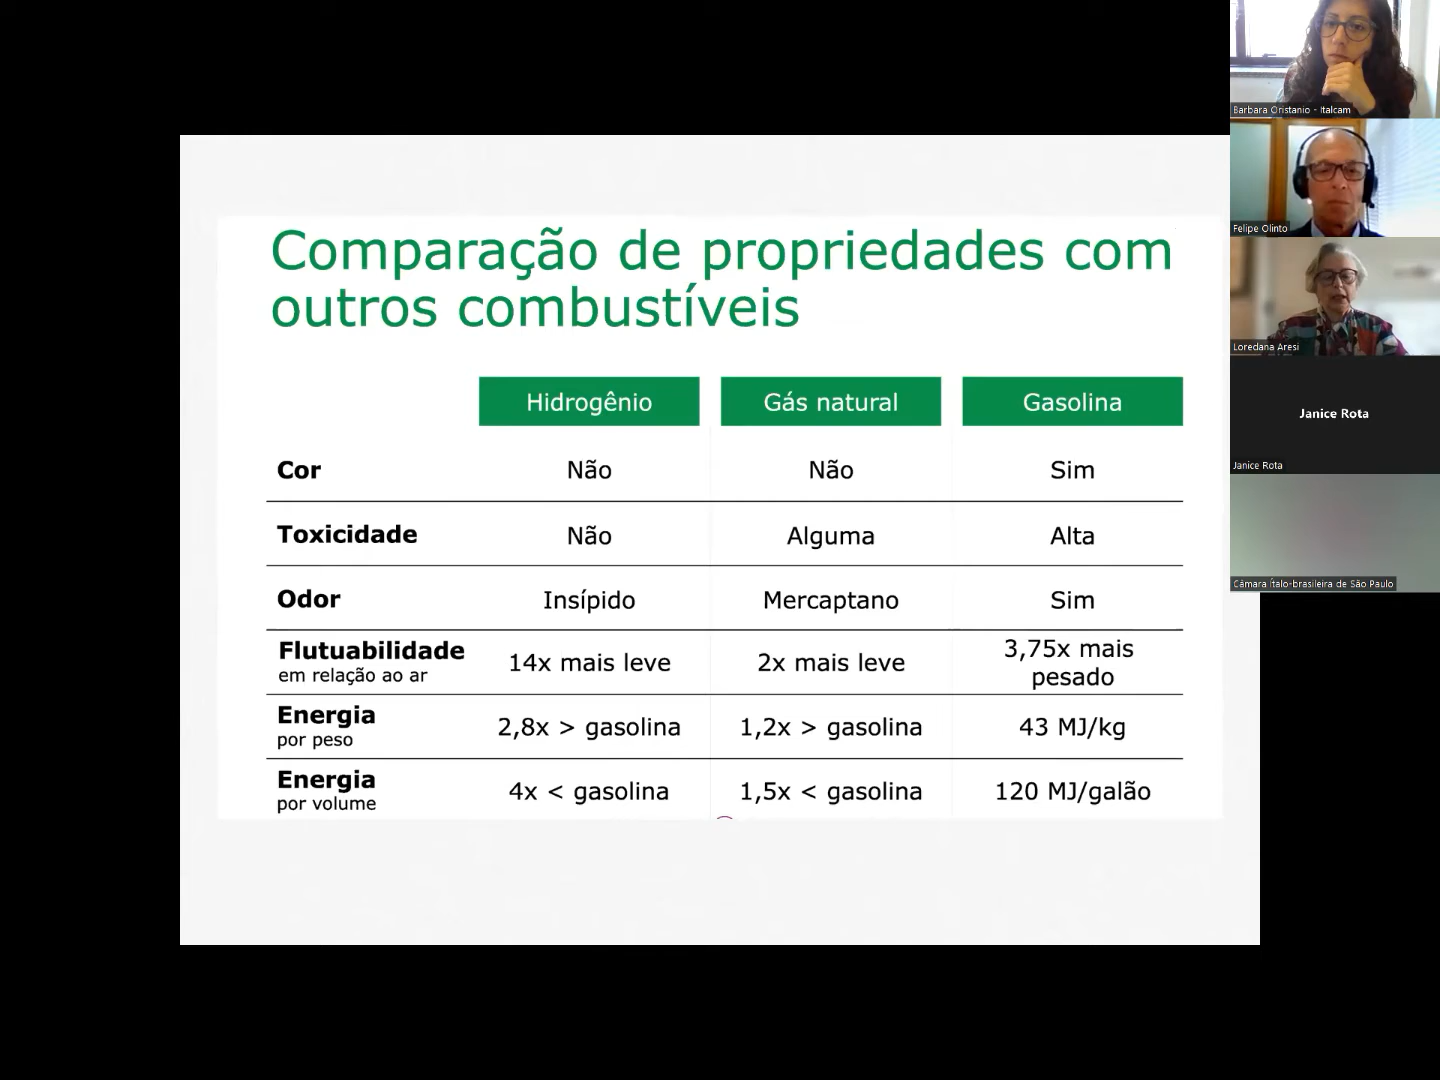 Comparação de propriedades com
outros combustíveis
Hidrogênio Gás natural Gasolina
Cor Não Não Sim
Toxicidade Não Alguma Alta
Odor Insípido Mercaptano Sim
Flutuabilidade
em relação ao ar
14x mais leve 2x mais leve 3,75x mais
pesado
Energia
por peso
2,8x > gasolina 1,2x > gasolina 43 MJ/kg
Energia
por volume
4x < gasolina 1,5x < gasolina 120 MJ/galão
Barbara Oristanio - Italcam
Felipe Olinto
Loredana Aresi
Janice Rota
Janice Rota
Câmara Ítalo-brasileira de São Paulo